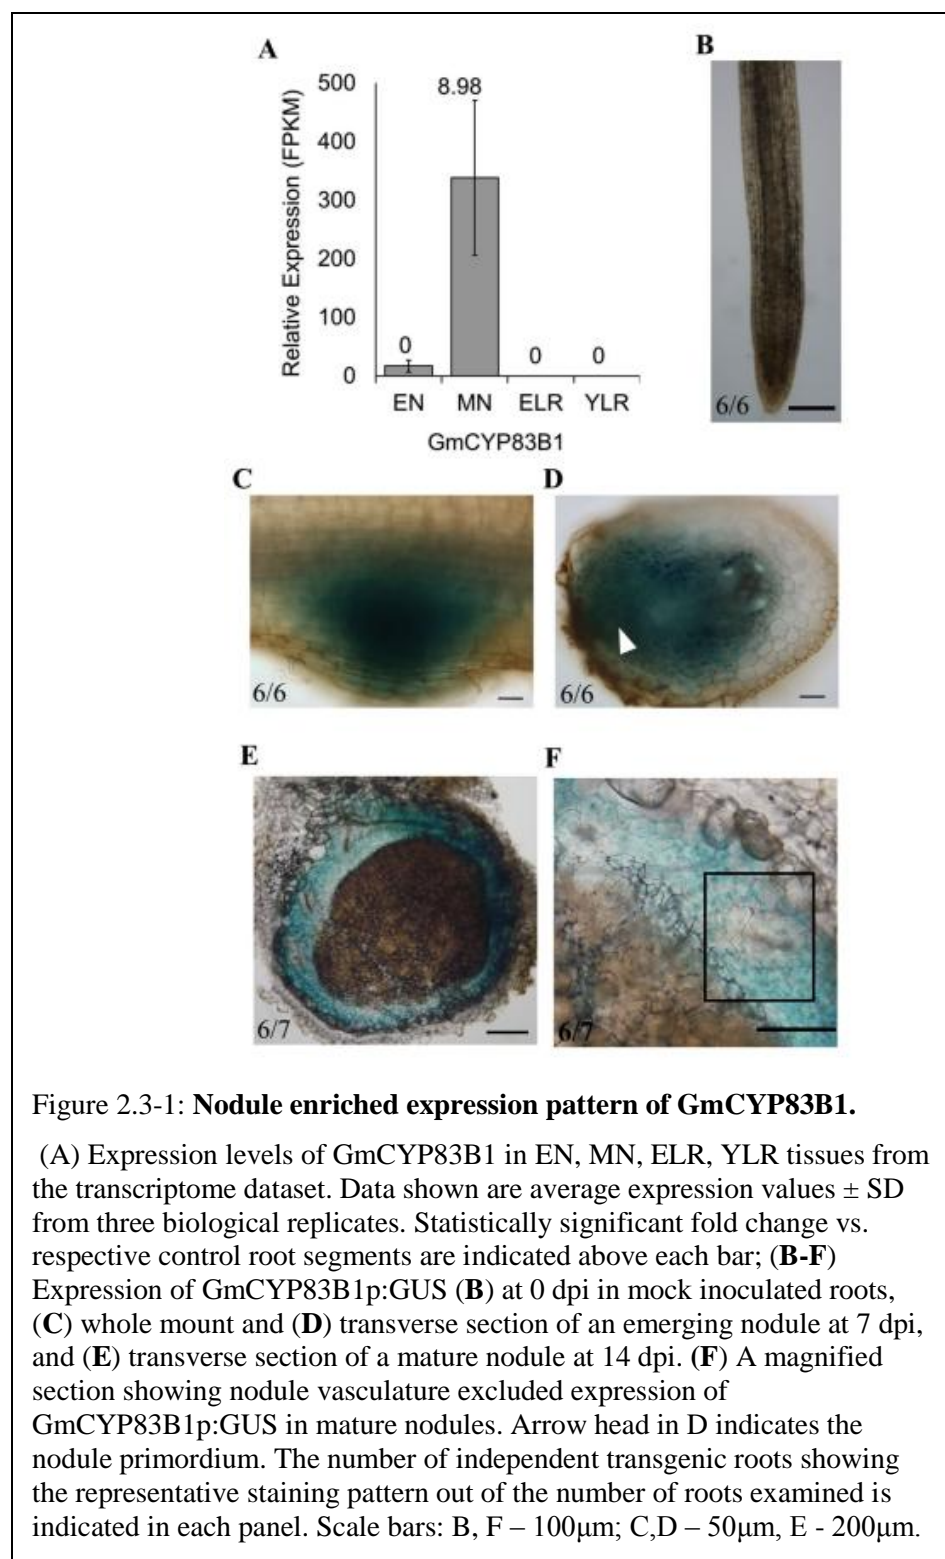 A
B
500
400
300
200
100
0
Relative Expression (FPKM)
8.98
0
0
0
EN MN ELR YLR
GmCYP83B1
6/6
C
D
6/6
6/6
E
F
6/7
6/7
Figure 2.3-1: Nodule enriched expression pattern of GmCYP83B1.
(A) Expression levels of GmCYP83B1 in EN, MN, ELR, YLR tissues from
the transcriptome dataset. Data shown are average expression values ± SD
from three biological replicates. Statistically significant fold change vs.
respective control root segments are indicated above each bar; (B-F)
Expression of GmCYP83B1p:GUS (B) at 0 dpi in mock inoculated roots,
(C) whole mount and (D) transverse section of an emerging nodule at 7 dpi,
and (E) transverse section of a mature nodule at 14 dpi. (F) A magnified
section showing nodule vasculature excluded expression of
GmCYP83B1p:GUS in mature nodules. Arrow head in D indicates the
nodule primordium. The number of independent transgenic roots showing
the representative staining pattern out of the number of roots examined is
indicated in each panel. Scale bars: B, F – 100μm; C,D – 50μm, E - 200μm.